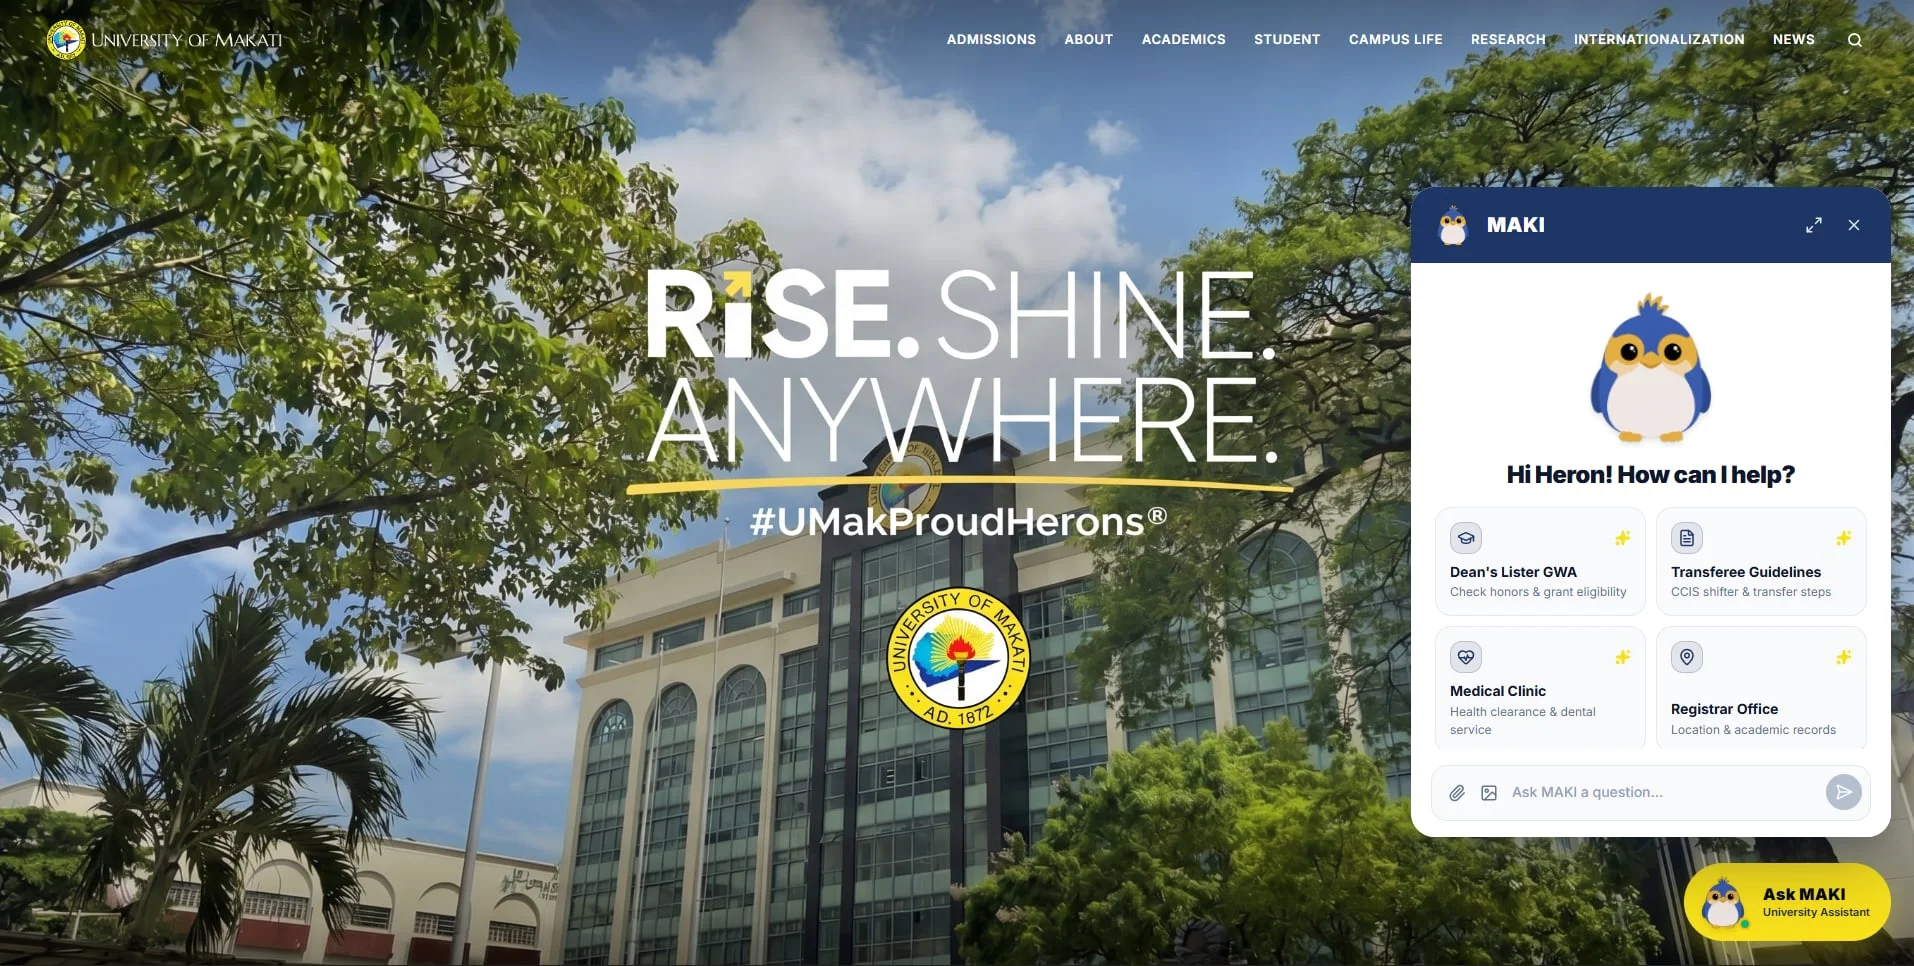 UNIVERSITY OF MAKATI
ADMISSIONS ABOUT ACADEMICS STUDENT CAMPUS LIFE RESEARCH INTERNATIONALIZATION NEWS
RiSE. SHINE.
ANYWHERE.
#UMakProudHerons®
UNIVERSITY OF MAKATI
A.D. 1872
MAKI
Hi Heron! How can I help?
Dean's Lister GWA
Check honors & grant eligibility
Transferee Guidelines
CCIS shifter & transfer steps
Medical Clinic
Health clearance & dental
service
Registrar Office
Location & academic records
Ask MAKI a question...
Ask MAKI
University Assistant